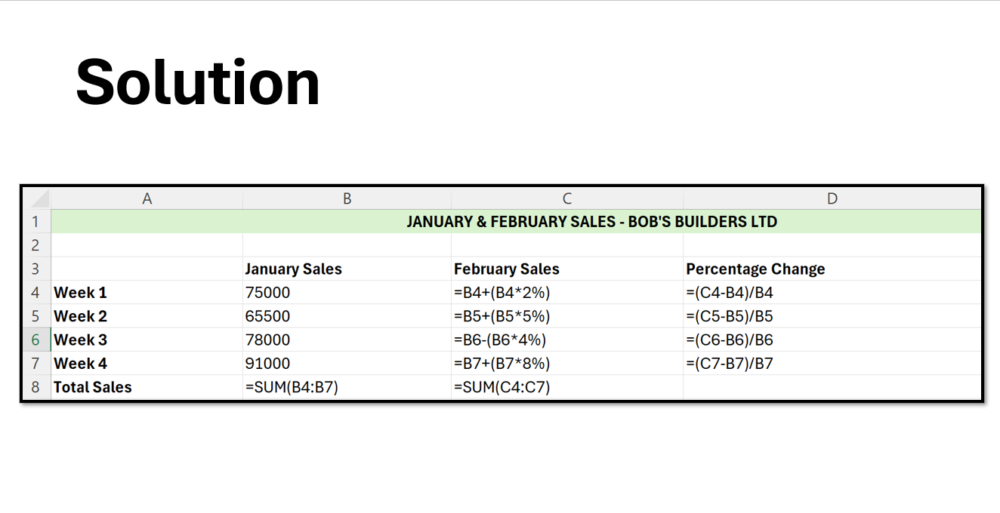 Solution
A B C D
1 JANUARY & FEBRUARY SALES - BOB'S BUILDERS LTD
2
3 January Sales February Sales Percentage Change
4 Week 1 75000 =B4+(B4*2%) =(C4-B4)/B4
5 Week 2 65500 =B5+(B5*5%) =(C5-B5)/B5
6 Week 3 78000 =B6-(B6*4%) =(C6-B6)/B6
7 Week 4 91000 =B7+(B7*8%) =(C7-B7)/B7
8 Total Sales =SUM(B4:B7) =SUM(C4:C7)